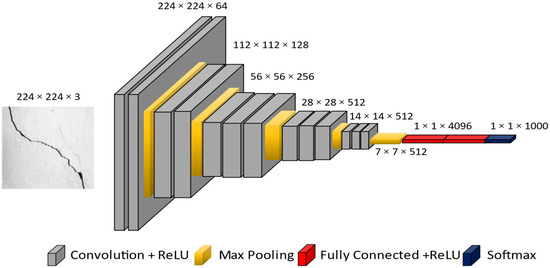 224 × 224 × 64
112 × 112 × 128
56 × 56 × 256
224 × 224 × 3
28 × 28 × 512
14 × 14 × 512
1 × 1 × 4096
1 × 1 × 1000
7 × 7 × 512
Convolution + ReLU
Max Pooling
Fully Connected +ReLU
Softmax